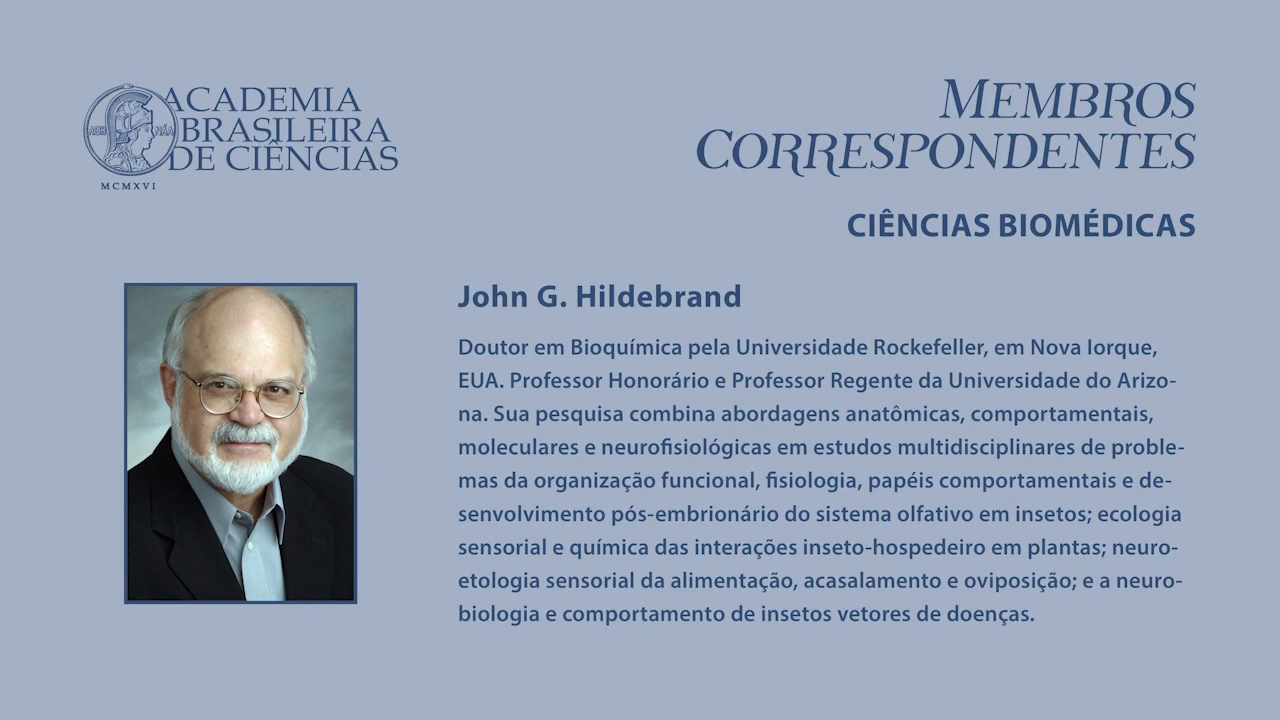 ACADEMIA
BRASILEIRA
DE CIÊNCIAS
MCMXVI
MEMBROS
CORRESPONDENTES
CIÊNCIAS BIOMÉDICAS
John G. Hildebrand
Doutor em Bioquímica pela Universidade Rockefeller, em Nova Iorque,
EUA. Professor Honorário e Professor Regente da Universidade do Arizo-
na. Sua pesquisa combina abordagens anatômicas, comportamentais,
moleculares e neurofisiológicas em estudos multidisciplinares de proble-
mas da organização funcional, fisiologia, papéis comportamentais e de-
senvolvimento pós-embrionário do sistema olfativo em insetos; ecologia
sensorial e química das interações inseto-hospedeiro em plantas; neuro-
etologia sensorial da alimentação, acasalamento e oviposição; e a neuro-
biologia e comportamento de insetos vetores de doenças.